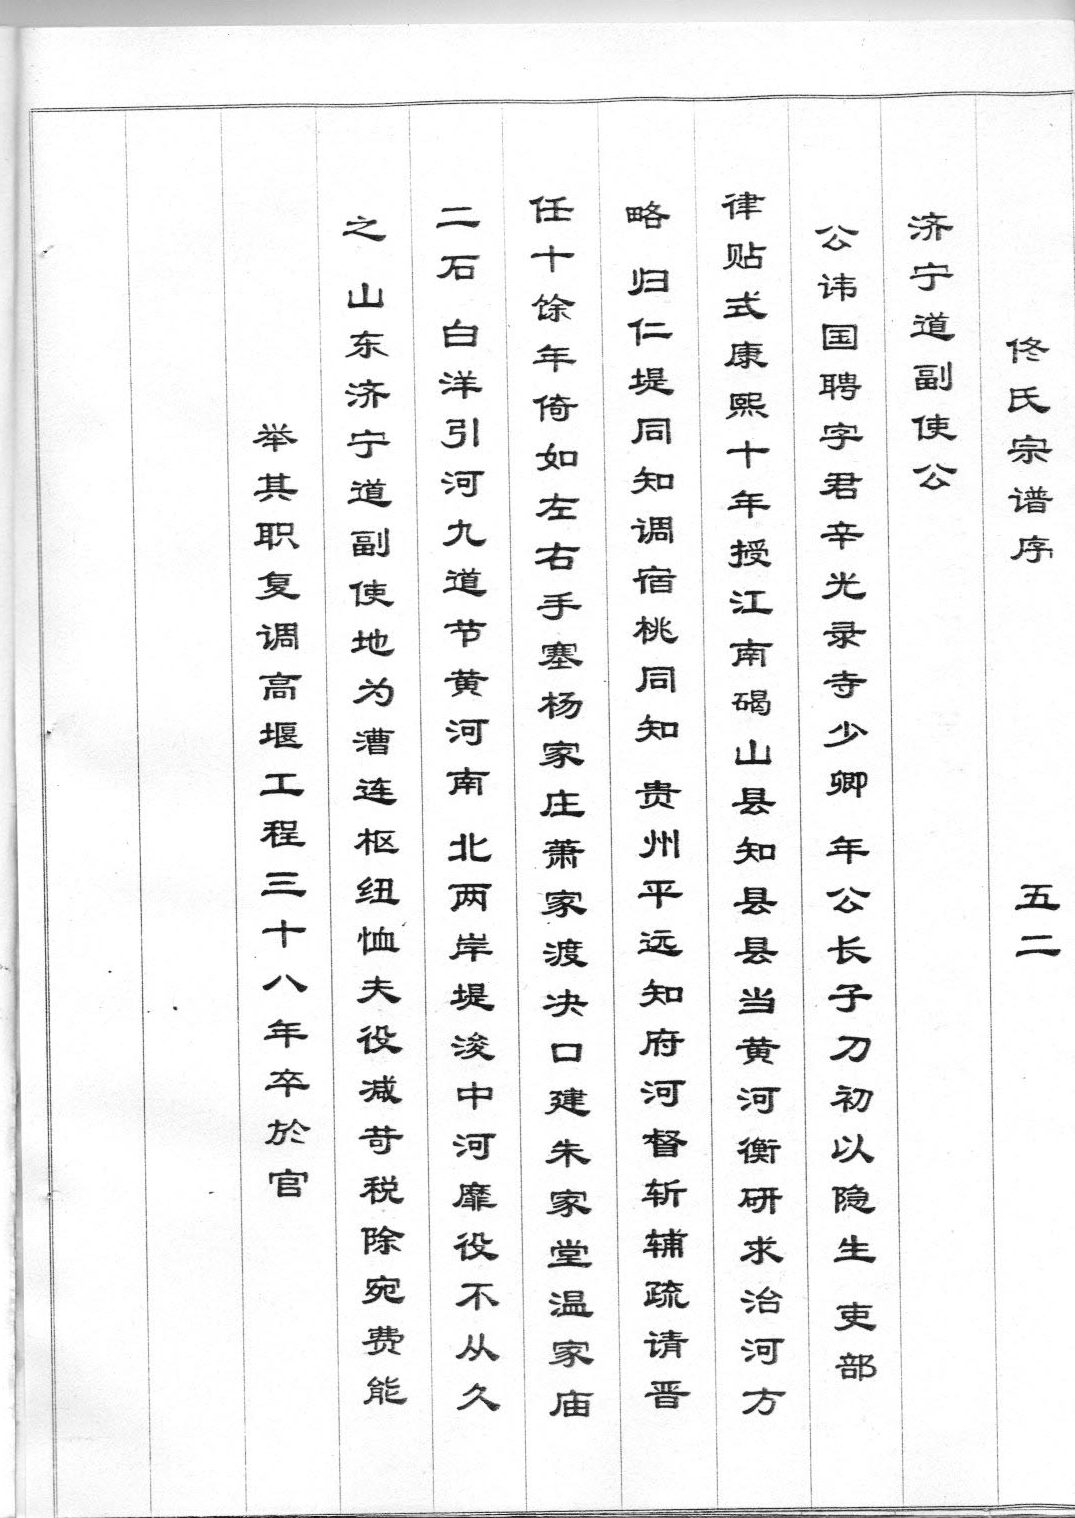 佟氏宗谱序 五二
济宁道副使公
公讳国聘字君辛光录寺少卿 年公长子刀初以隐生 吏部
律贴式康熙十年授江南碭山县知县县当黄河衡研求治河方
略 归仁堤同知调宿桃同知 贵州平远知府河督斩辅疏请晋
任十馀年倚如左右手塞杨家庄萧家渡决口建朱家堂温家庙
二石 白洋引河九道节黄河南 北两岸堤浚中河靡役不从久
之 山东济宁道副使地为漕连枢纽恤夫役减苛税除宛费能
举其职复调高堰工程三十八年卒於官